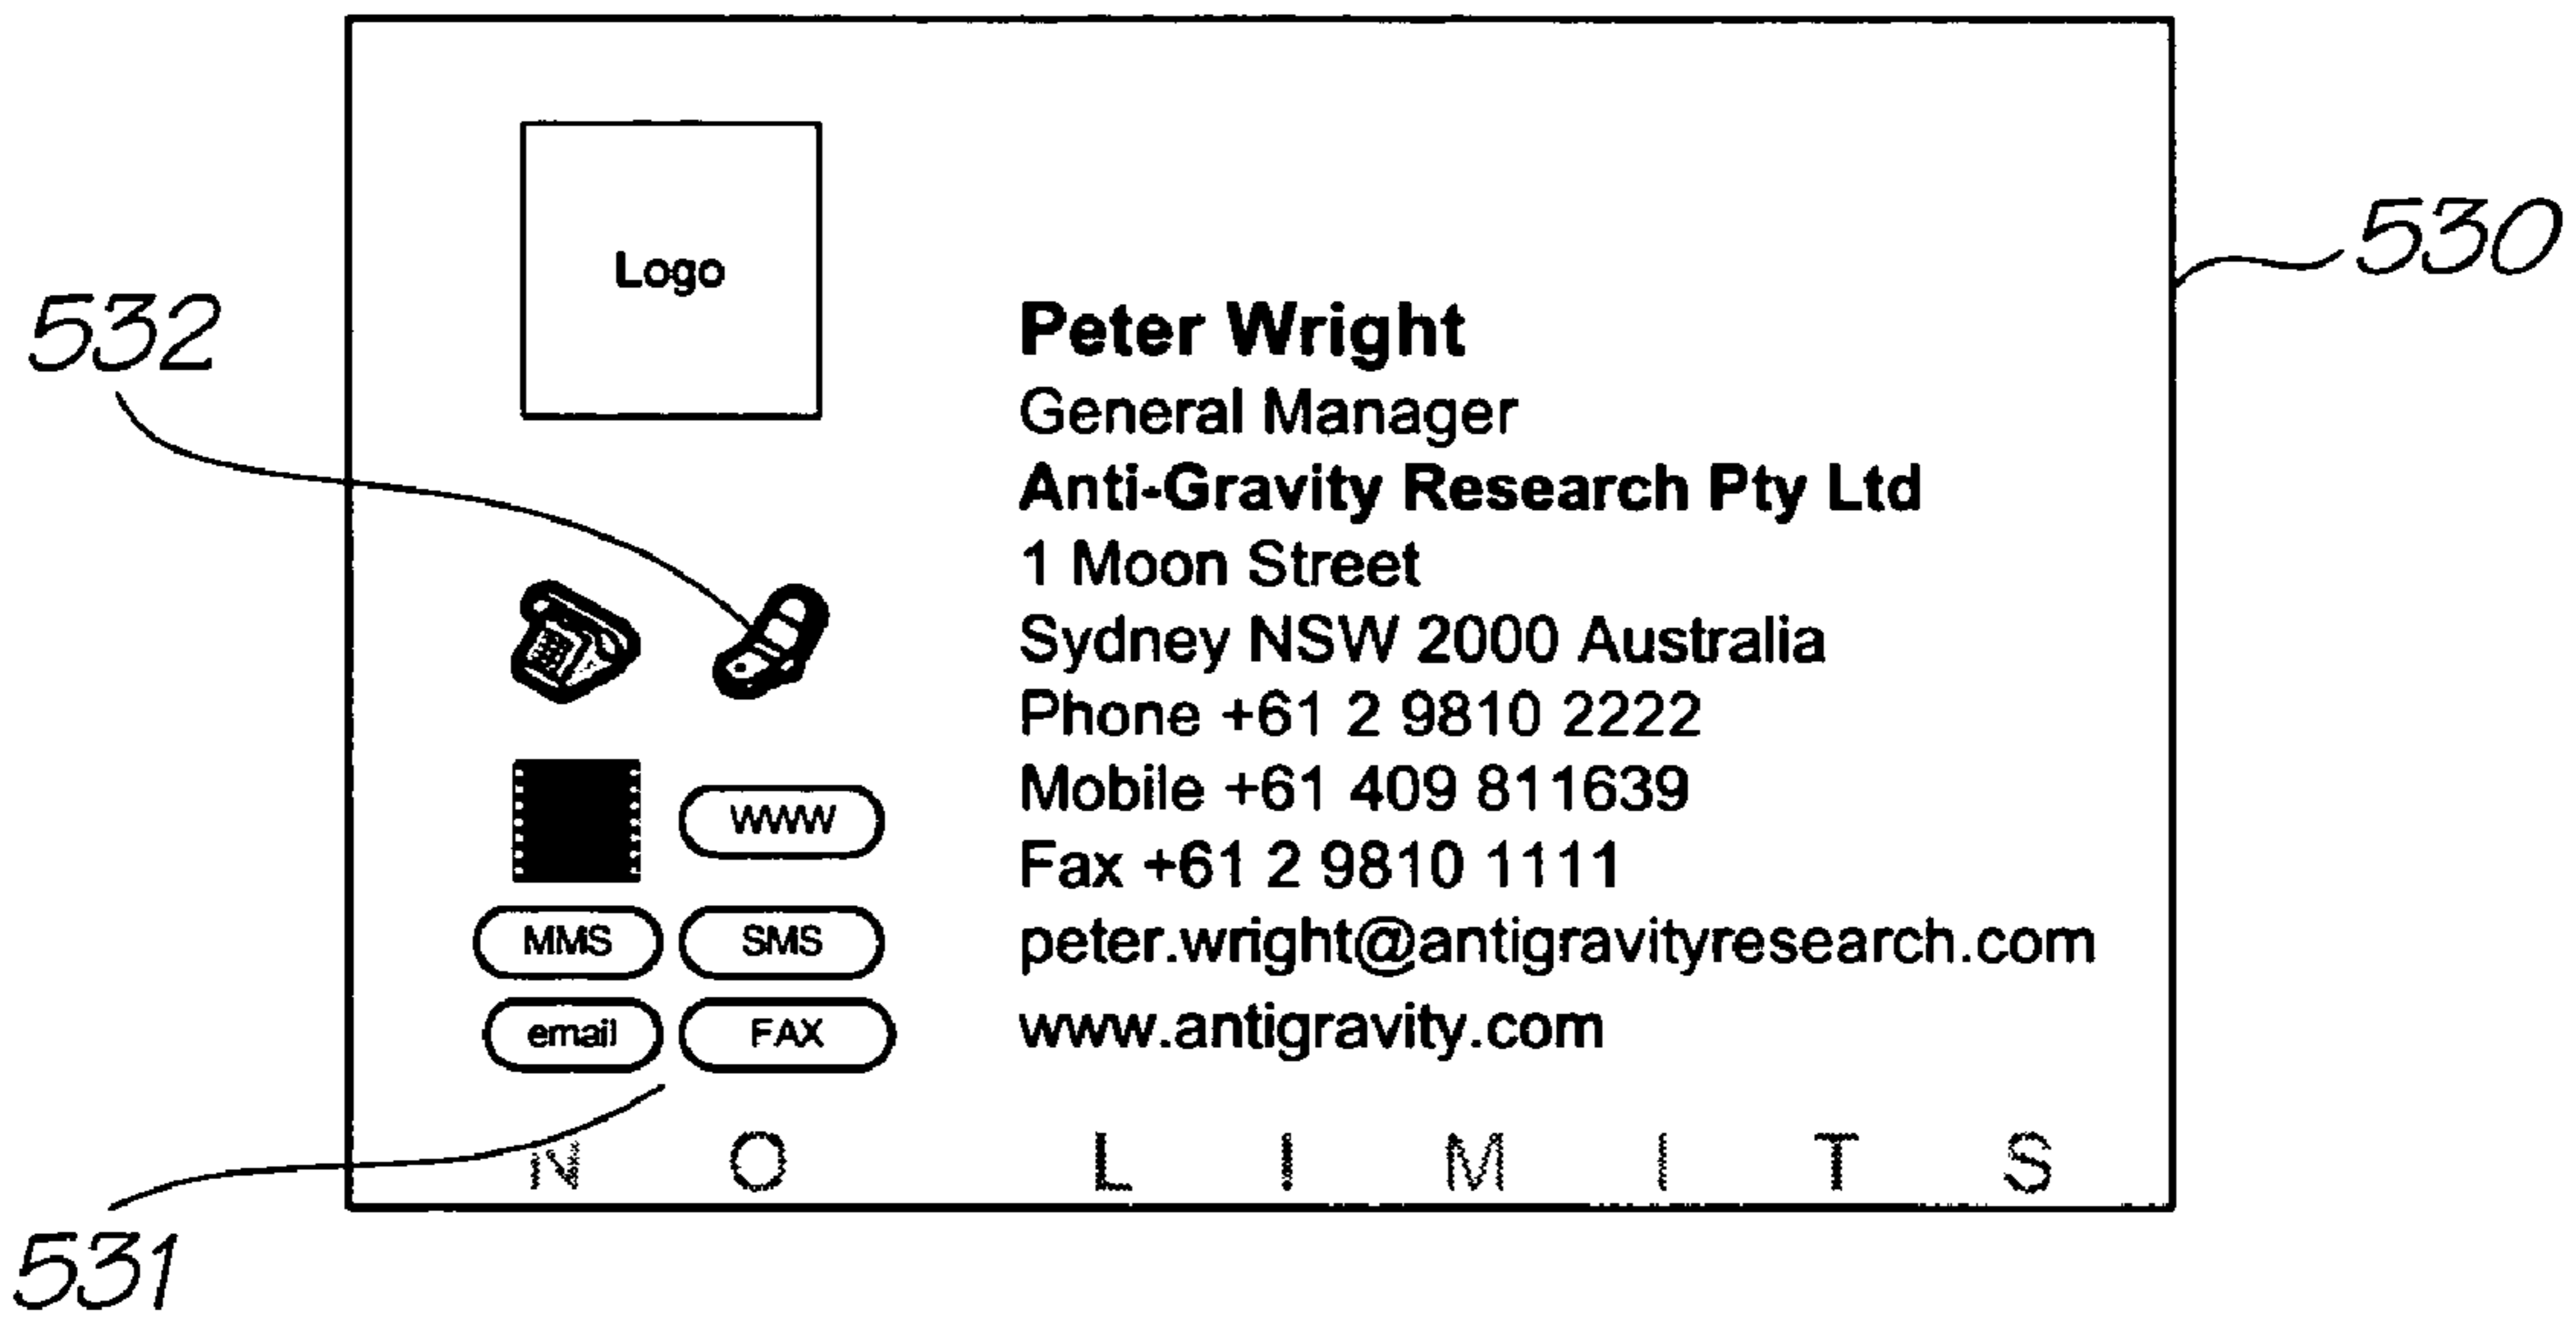 530
532
Logo
Peter Wright
General Manager
Anti-Gravity Research Pty Ltd
1 Moon Street
Sydney NSW 2000 Australia
Phone +61 2 9810 2222
Mobile +61 409 811639
Fax +61 2 9810 1111
peter.wright@antigravityresearch.com
www.antigravity.com
WWW
MMS SMS
email FAX
NO LIMITS
531